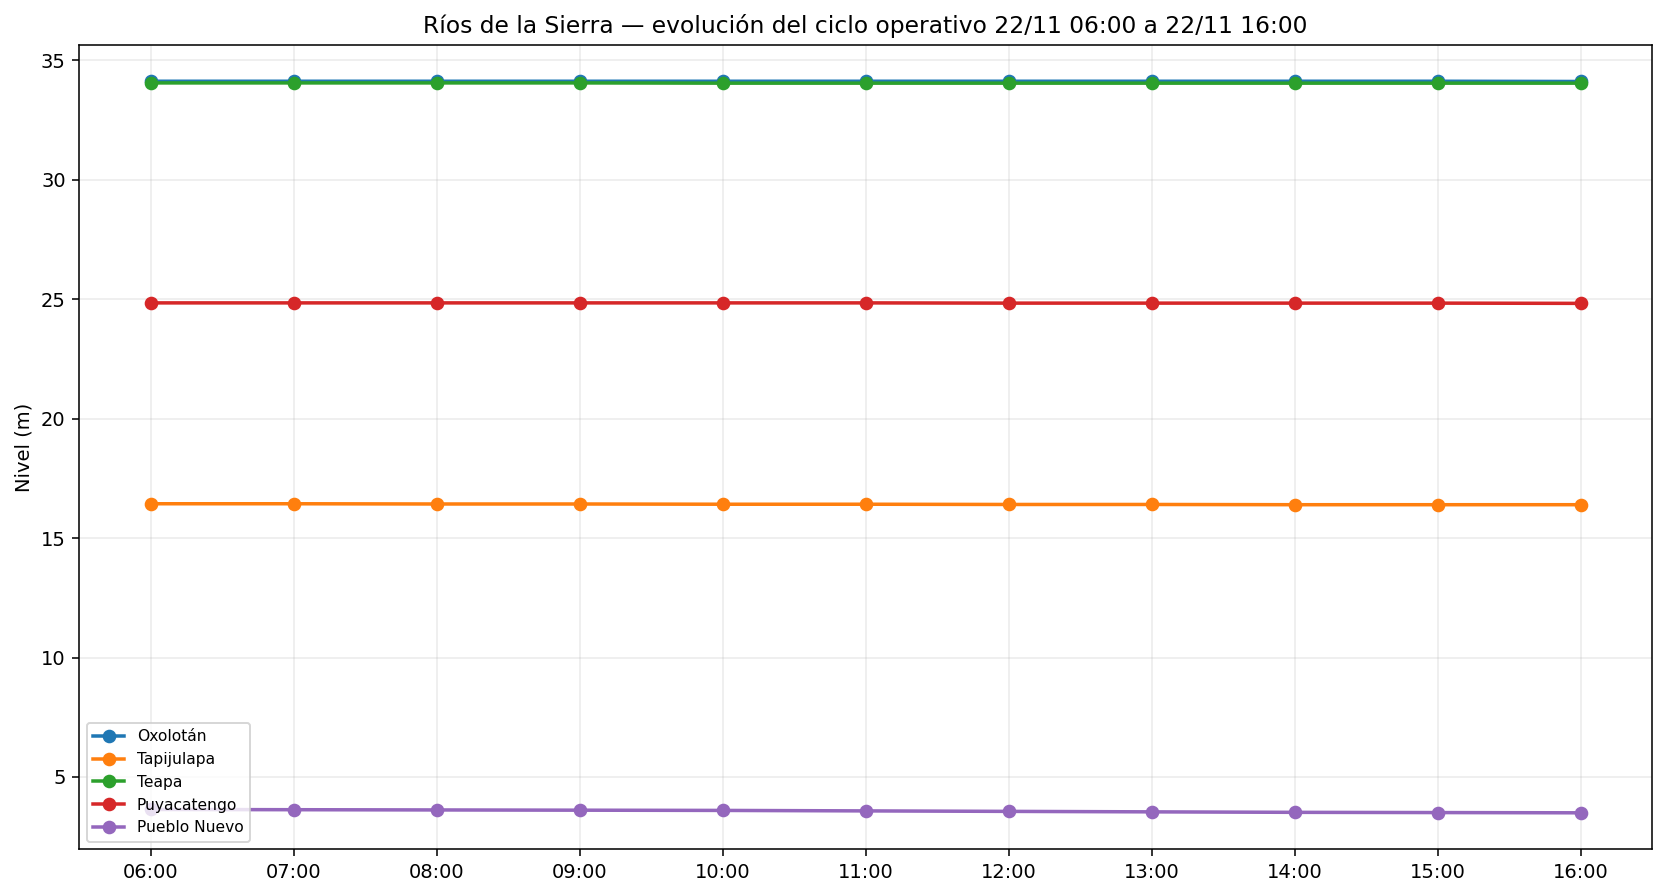 Ríos de la Sierra — evolución del ciclo operativo 22/11 06:00 a 22/11 16:00
Nivel (m)
35
30
25
20
15
10
5
Oxolotán
Tapijulapa
Teapa
Puyacatengo
Pueblo Nuevo
06:00 07:00 08:00 09:00 10:00 11:00 12:00 13:00 14:00 15:00 16:00